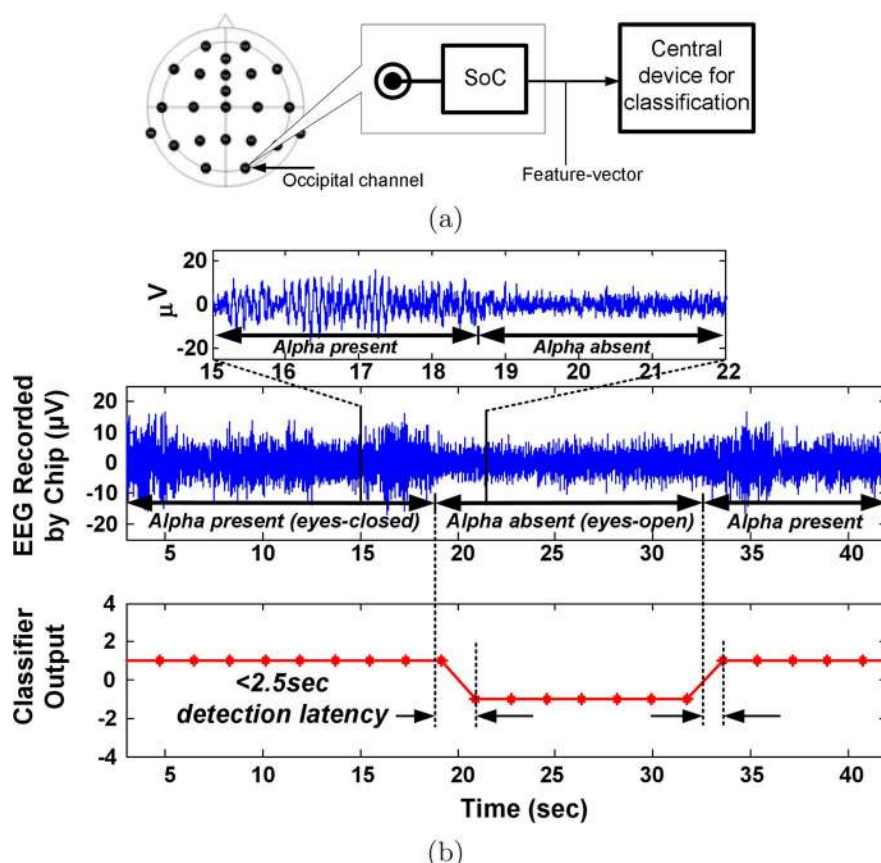 SoC
Central
device for
classification
Occipital channel
Feature-vector
(a)
μV
20
0
-20
Alpha present
Alpha absent
15 16 17 18 19 20 21 22
EEG Recorded
by Chip (μV)
20
10
0
-10
-20
Alpha present (eyes-closed)
Alpha absent (eyes-open)
Alpha present
5 10 15 20 25 30 35 40
Classifier
Output
4
2
0
-2
-4
<2.5sec
detection latency
5 10 15 20 25 30 35 40
Time (sec)
(b)